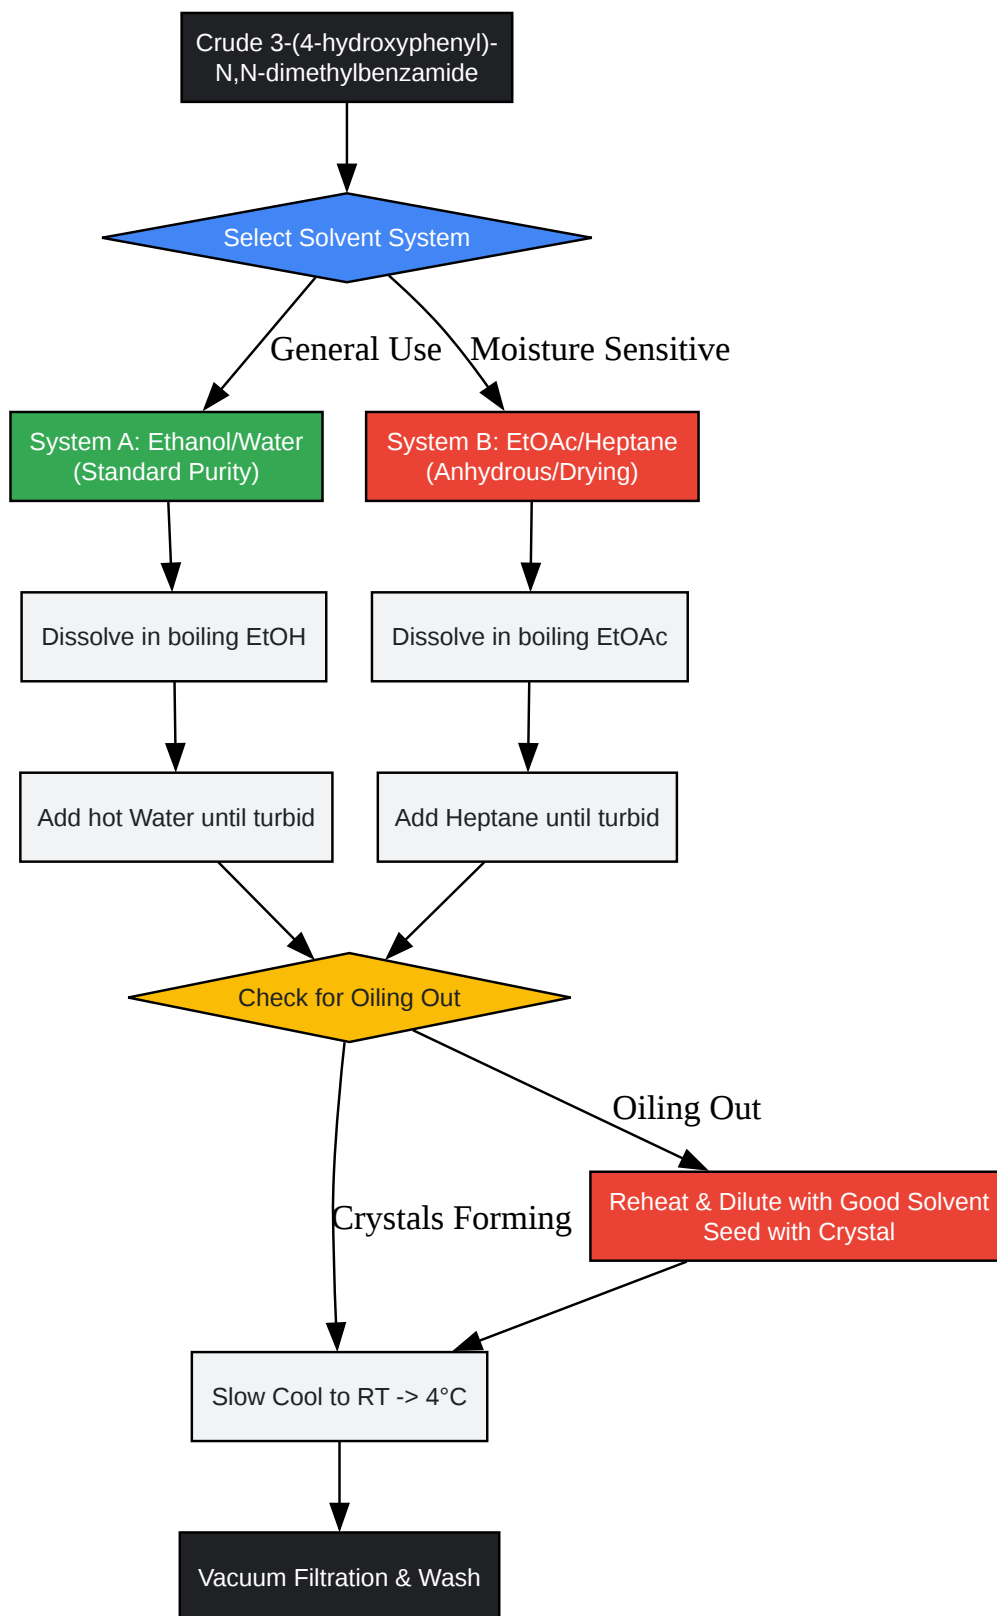 Crude 3-(4-hydroxyphenyl)-
N,N-dimethylbenzamide
Select Solvent System
General Use
Moisture Sensitive
System A: Ethanol/Water
(Standard Purity)
System B: EtOAc/Heptane
(Anhydrous/Drying)
Dissolve in boiling EtOH
Dissolve in boiling EtOAc
Add hot Water until turbid
Add Heptane until turbid
Check for Oiling Out
Oiling Out
Reheat & Dilute with Good Solvent
Seed with Crystal
Crystals Forming
Slow Cool to RT -> 4°C
Vacuum Filtration & Wash